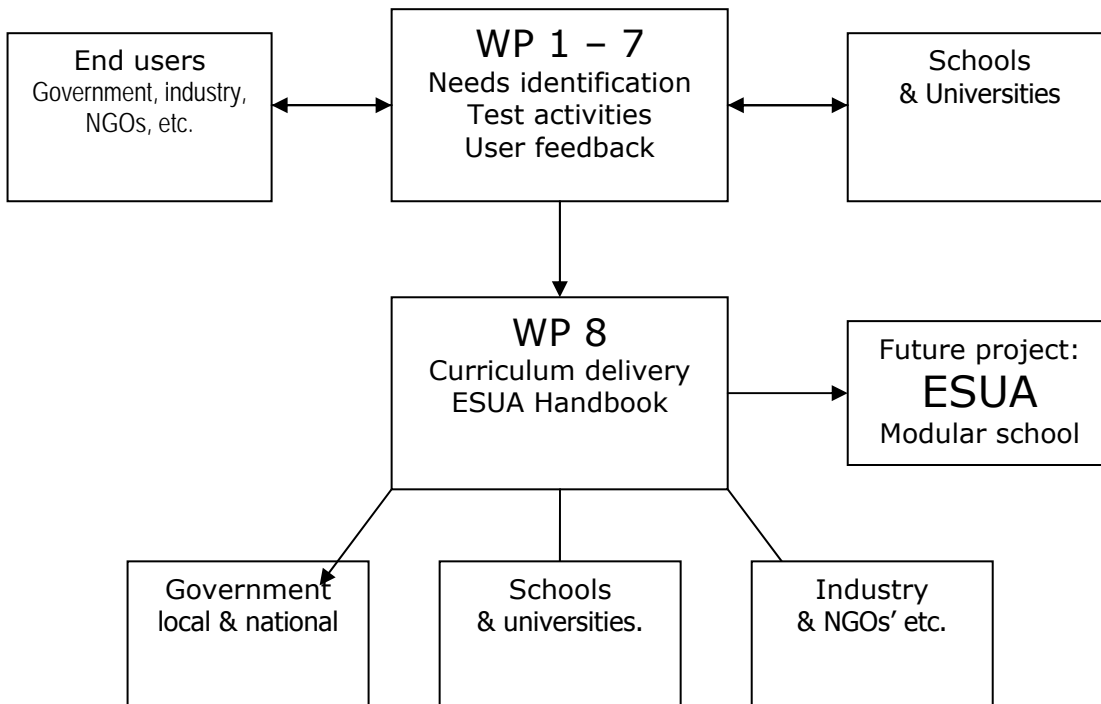 End users
Government, industry,
NGOs, etc.
WP 1 – 7
Needs identification
Test activities
User feedback
Schools
& Universities
WP 8
Curriculum delivery
ESUA Handbook
Future project:
ESUA
Modular school
Government
local & national
Schools
& universities.
Industry
& NGOs’ etc.